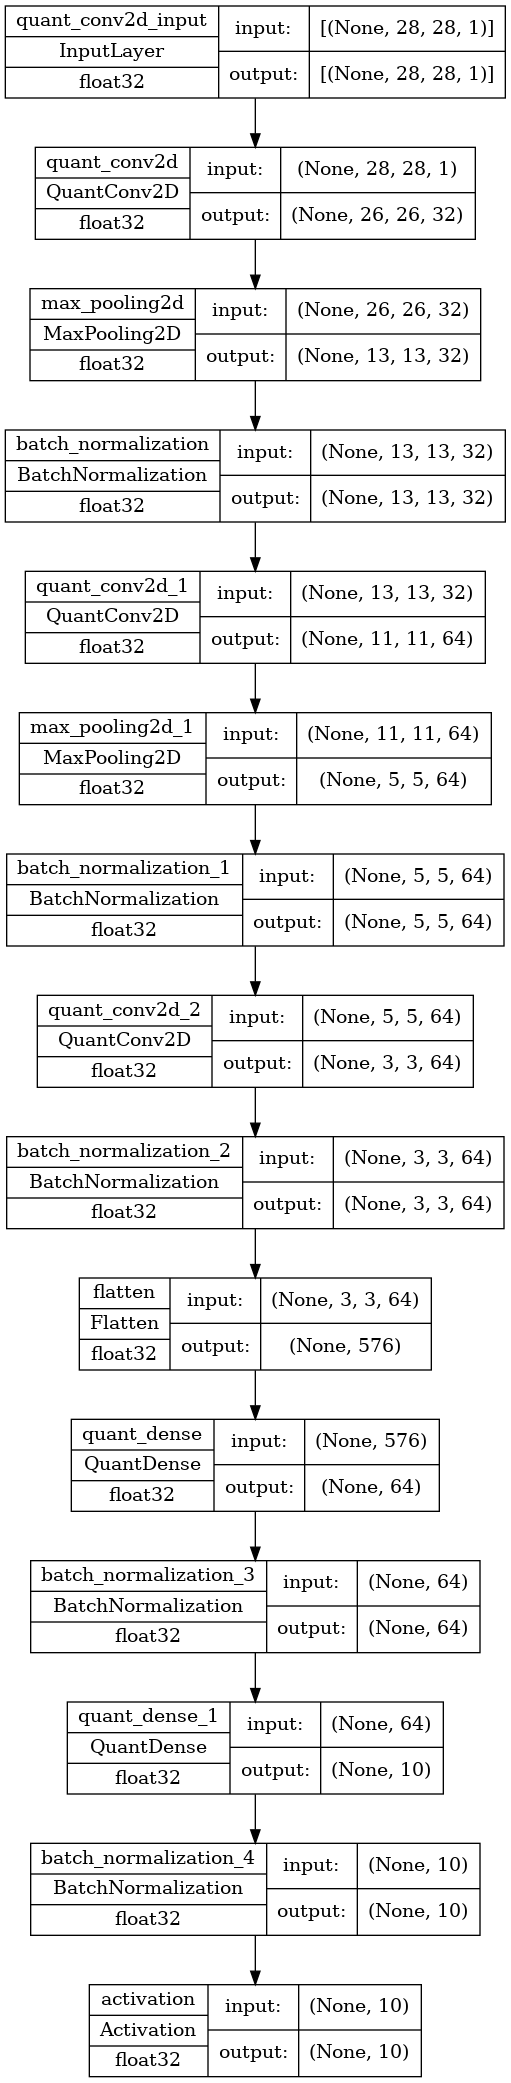 quant_conv2d_input
InputLayer
float32
input:
[(None, 28, 28, 1)]
output:
[(None, 28, 28, 1)]
quant_conv2d
QuantConv2D
float32
input:
(None, 28, 28, 1)
output:
(None, 26, 26, 32)
max_pooling2d
MaxPooling2D
float32
input:
(None, 26, 26, 32)
output:
(None, 13, 13, 32)
batch_normalization
BatchNormalization
float32
input:
(None, 13, 13, 32)
output:
(None, 13, 13, 32)
quant_conv2d_1
QuantConv2D
float32
input:
(None, 13, 13, 32)
output:
(None, 11, 11, 64)
max_pooling2d_1
MaxPooling2D
float32
input:
(None, 11, 11, 64)
output:
(None, 5, 5, 64)
batch_normalization_1
BatchNormalization
float32
input:
(None, 5, 5, 64)
output:
(None, 5, 5, 64)
quant_conv2d_2
QuantConv2D
float32
input:
(None, 5, 5, 64)
output:
(None, 3, 3, 64)
batch_normalization_2
BatchNormalization
float32
input:
(None, 3, 3, 64)
output:
(None, 3, 3, 64)
flatten
Flatten
float32
input:
(None, 3, 3, 64)
output:
(None, 576)
quant_dense
QuantDense
float32
input:
(None, 576)
output:
(None, 64)
batch_normalization_3
BatchNormalization
float32
input:
(None, 64)
output:
(None, 64)
quant_dense_1
QuantDense
float32
input:
(None, 64)
output:
(None, 10)
batch_normalization_4
BatchNormalization
float32
input:
(None, 10)
output:
(None, 10)
activation
Activation
float32
input:
(None, 10)
output:
(None, 10)